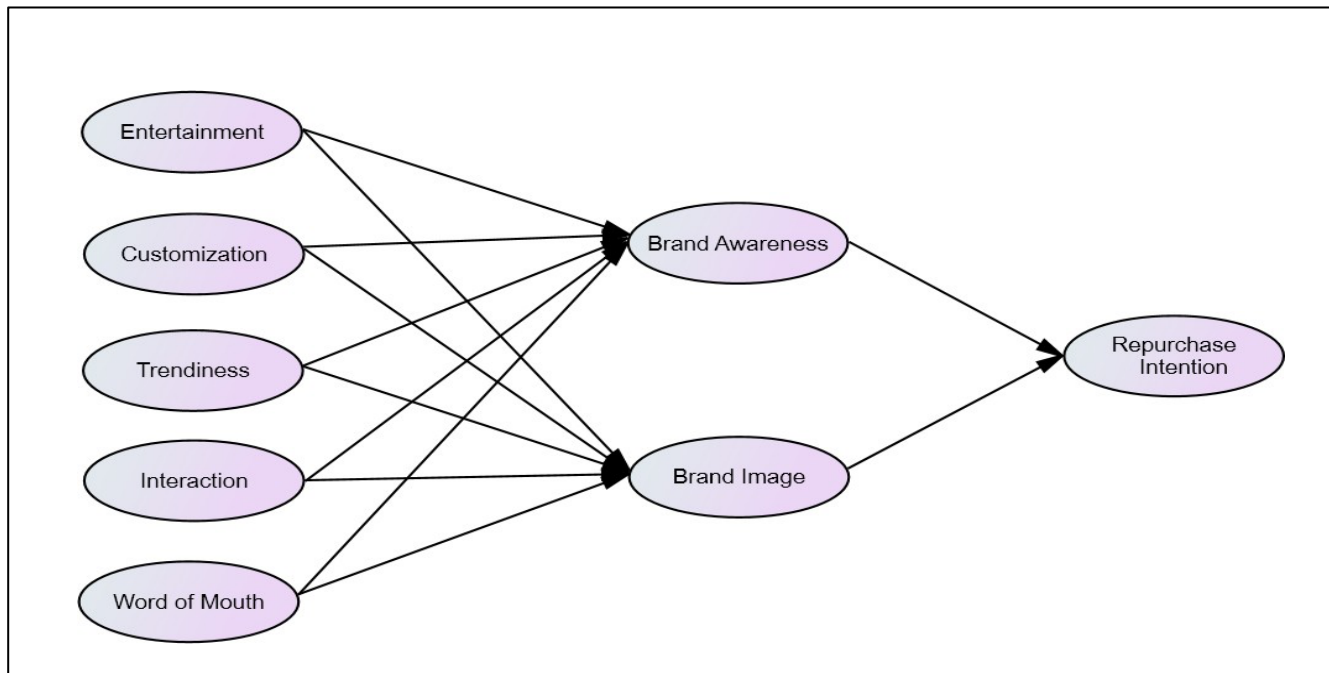 Entertainment
Customization
Trendiness
Interaction
Word of Mouth
Brand Awareness
Brand Image
Repurchase
Intention